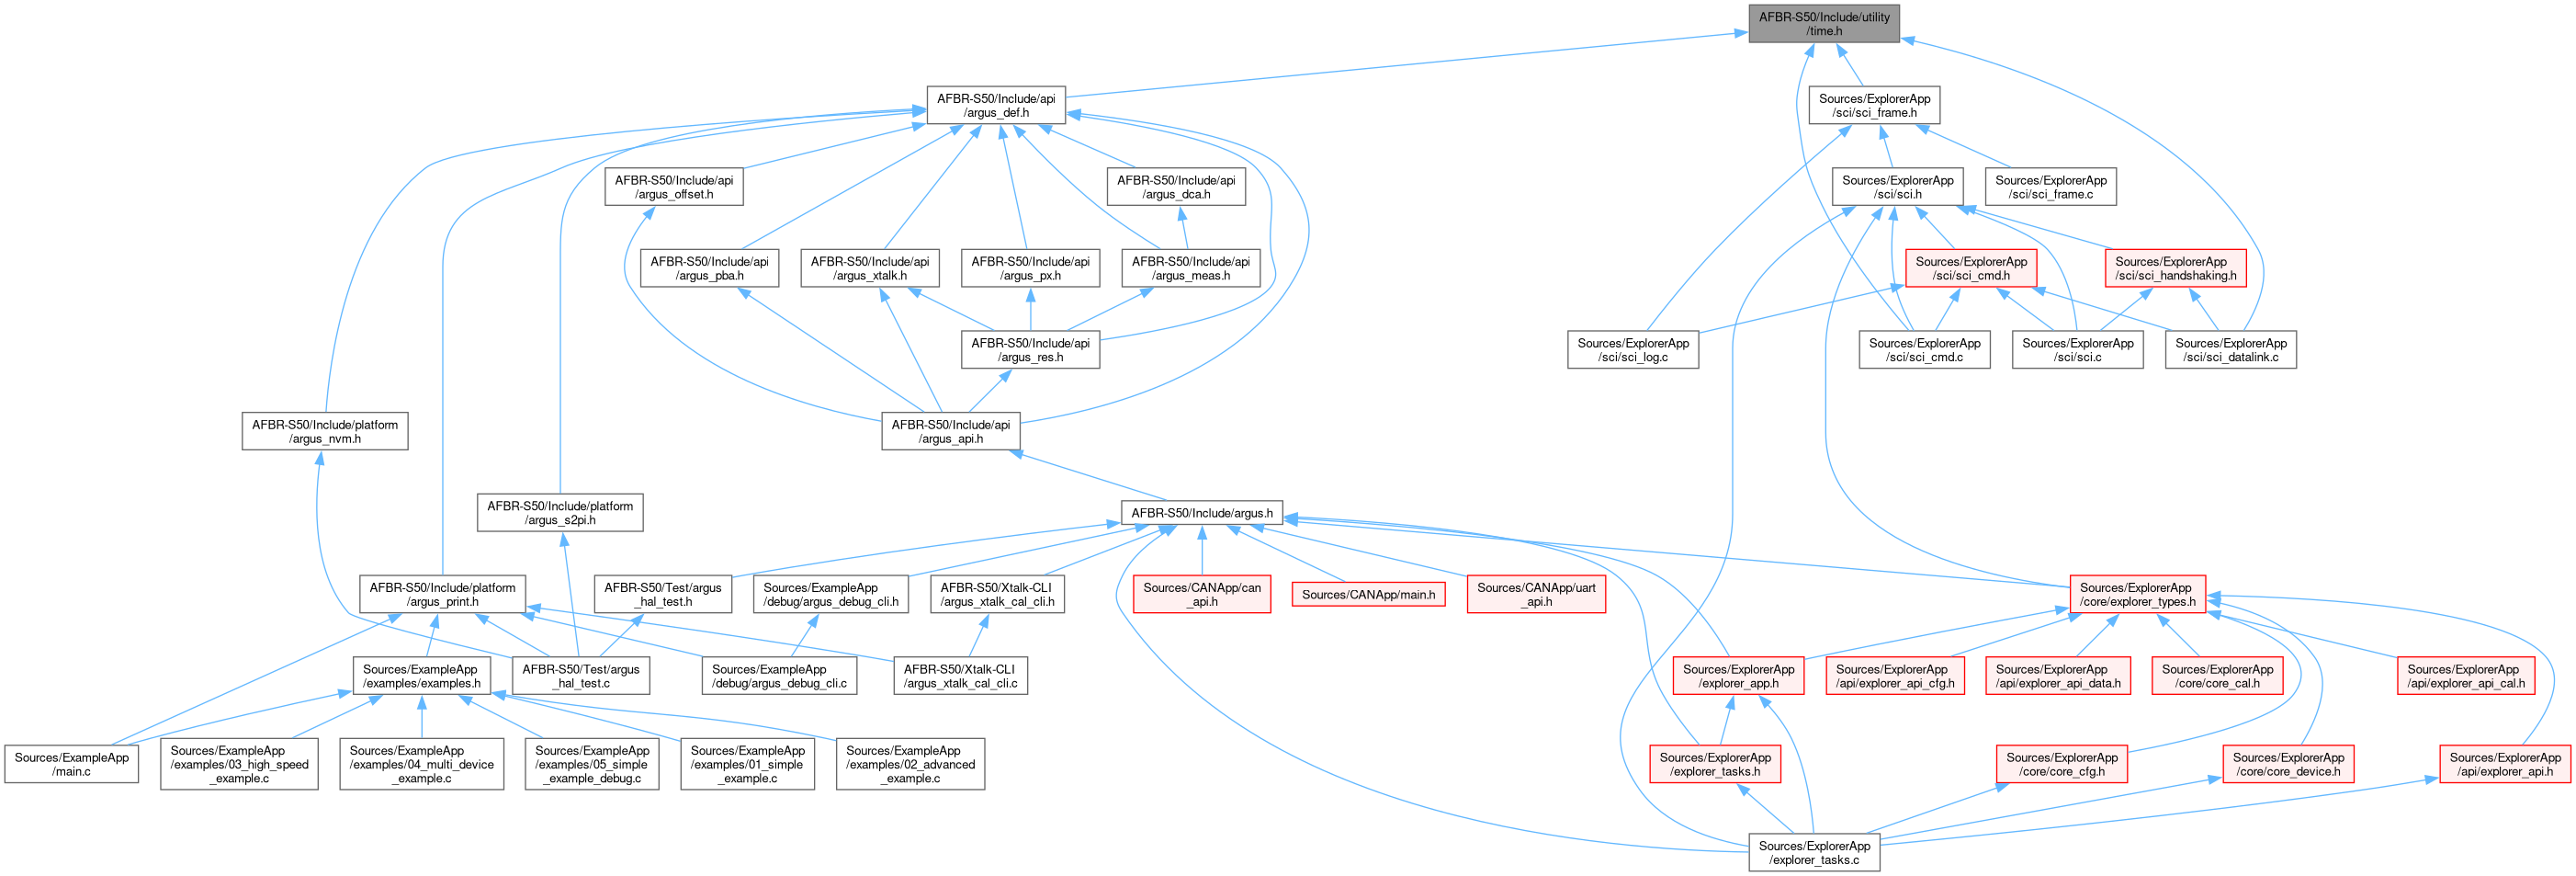 AFBR-S50/Include/utility
/time.h
AFBR-S50/Include/api
/argus_def.h
Sources/ExplorerApp
/sci/sci_frame.h
AFBR-S50/Include/api
/argus_offset.h
AFBR-S50/Include/api
/argus_dca.h
Sources/ExplorerApp
/sci/sci.h
Sources/ExplorerApp
/sci/sci_frame.c
AFBR-S50/Include/api
/argus_pba.h
AFBR-S50/Include/api
/argus_xtalk.h
AFBR-S50/Include/api
/argus_px.h
AFBR-S50/Include/api
/argus_meas.h
Sources/ExplorerApp
/sci/sci_cmd.h
Sources/ExplorerApp
/sci/sci_handshaking.h
AFBR-S50/Include/api
/argus_res.h
Sources/ExplorerApp
/sci/sci_log.c
Sources/ExplorerApp
/sci/sci_cmd.c
Sources/ExplorerApp
/sci/sci.c
Sources/ExplorerApp
/sci/sci_datalink.c
AFBR-S50/Include/platform
/argus_nvm.h
AFBR-S50/Include/api
/argus_api.h
AFBR-S50/Include/platform
/argus_s2pi.h
AFBR-S50/Include/argus.h
AFBR-S50/Include/platform
/argus_print.h
AFBR-S50/Test/argus
_hal_test.h
Sources/ExampleApp
/debug/argus_debug_cli.h
AFBR-S50/Xtalk-CLI
/argus_xtalk_cal_cli.h
Sources/CANApp/can
_api.h
Sources/CANApp/main.h
Sources/CANApp/uart
_api.h
Sources/ExplorerApp
/core/explorer_types.h
Sources/ExampleApp
/examples/examples.h
AFBR-S50/Test/argus
_hal_test.c
Sources/ExampleApp
/debug/argus_debug_cli.c
AFBR-S50/Xtalk-CLI
/argus_xtalk_cal_cli.c
Sources/ExplorerApp
/explorer_app.h
Sources/ExplorerApp
/api/explorer_api_cfg.h
Sources/ExplorerApp
/api/explorer_api_data.h
Sources/ExplorerApp
/core/core_cal.h
Sources/ExplorerApp
/api/explorer_api_cal.h
Sources/ExampleApp
/main.c
Sources/ExampleApp
/examples/03_high_speed
_example.c
Sources/ExampleApp
/examples/04_multi_device
_example.c
Sources/ExampleApp
/examples/05_simple
_example_debug.c
Sources/ExampleApp
/examples/01_simple
_example.c
Sources/ExampleApp
/examples/02_advanced
_example.c
Sources/ExplorerApp
/explorer_tasks.h
Sources/ExplorerApp
/core/core_cfg.h
Sources/ExplorerApp
/core/core_device.h
Sources/ExplorerApp
/api/explorer_api.h
Sources/ExplorerApp
/explorer_tasks.c